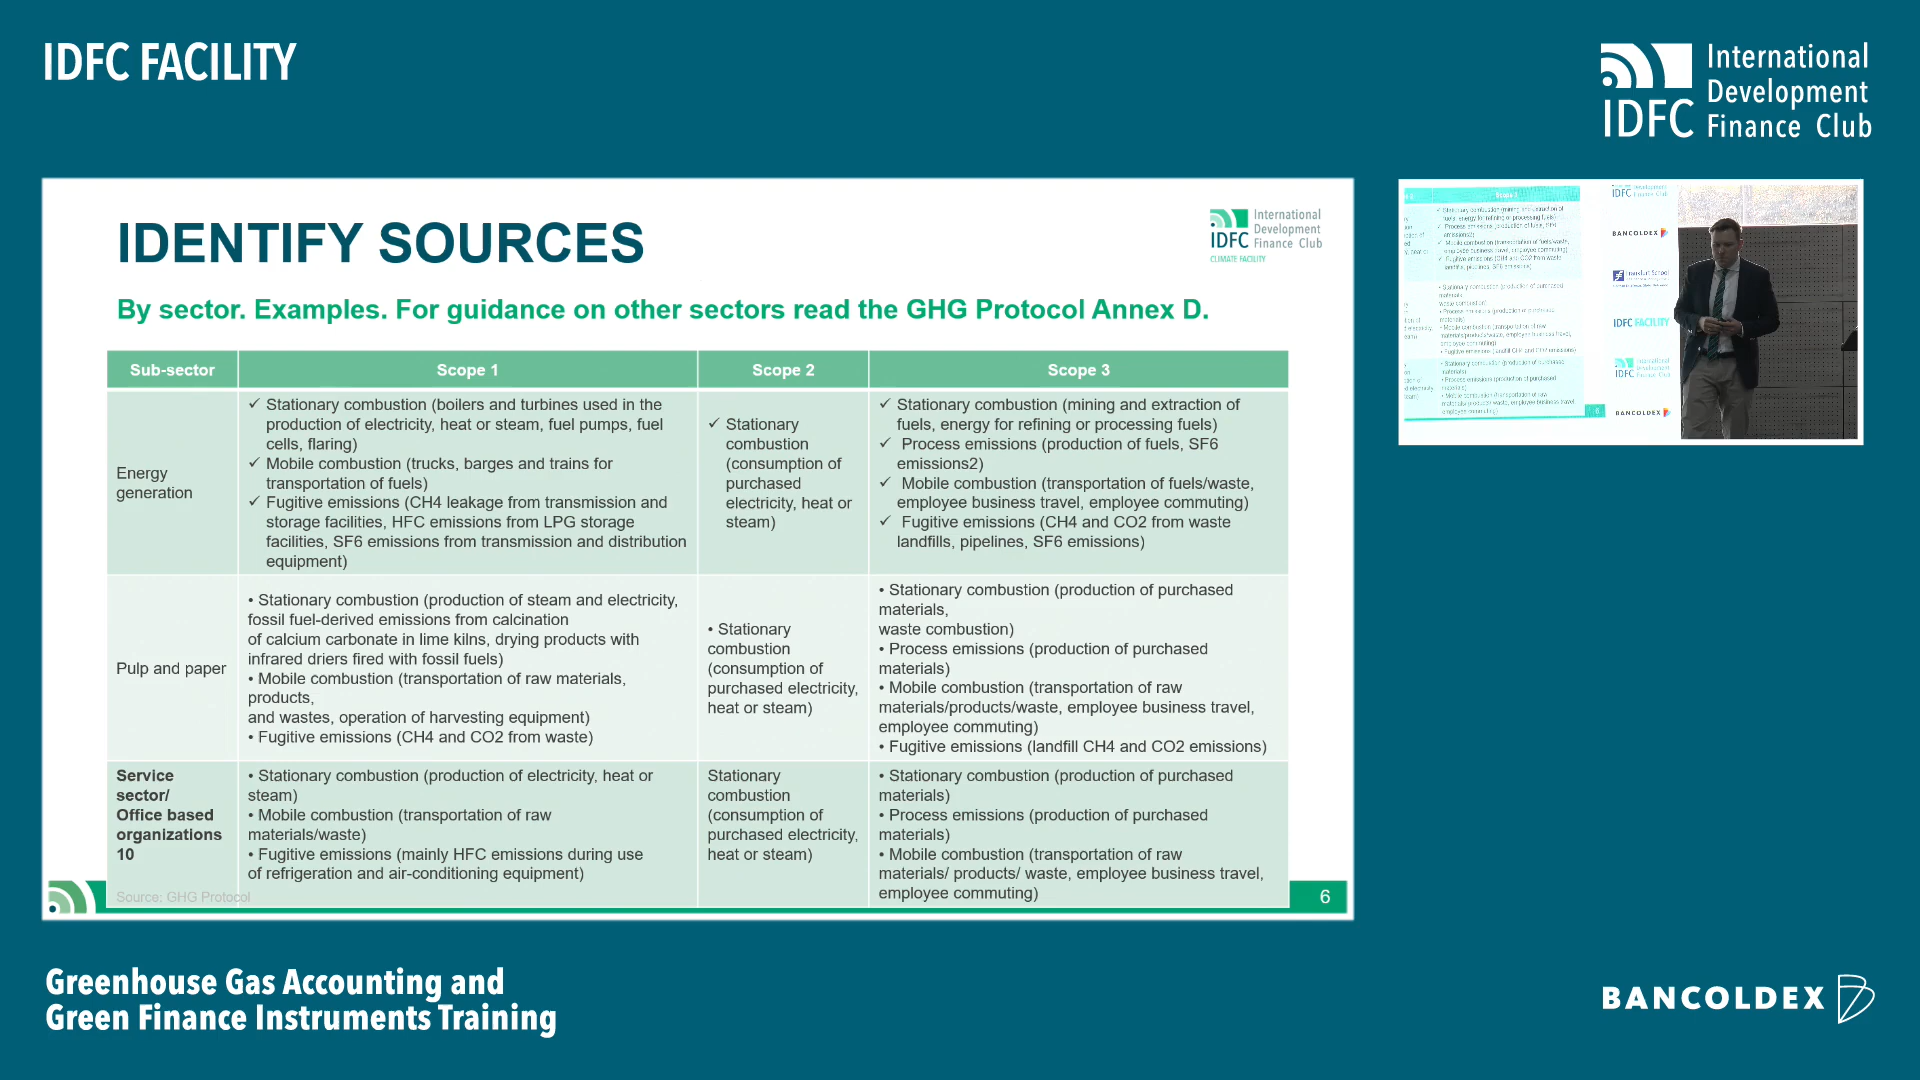 IDFC FACILITY
IDFC
International
Development
Finance Club
IDENTIFY SOURCES
IDFC
International
Development
Finance Club
CLIMATE FACILITY
By sector. Examples. For guidance on other sectors read the GHG Protocol Annex D.
Sub-sector
Scope 1
Scope 2
Scope 3
Energy
generation
✓ Stationary combustion (boilers and turbines used in the
production of electricity, heat or steam, fuel pumps, fuel
cells, flaring)
✓ Mobile combustion (trucks, barges and trains for
transportation of fuels)
✓ Fugitive emissions (CH4 leakage from transmission and
storage facilities, HFC emissions from LPG storage
facilities, SF6 emissions from transmission and distribution
equipment)
✓ Stationary
combustion
(consumption of
purchased
electricity, heat or
steam)
✓ Stationary combustion (mining and extraction of
fuels, energy for refining or processing fuels)
✓ Process emissions (production of fuels, SF6
emissions2)
✓ Mobile combustion (transportation of fuels/waste,
employee business travel, employee commuting)
✓ Fugitive emissions (CH4 and CO2 from waste
landfills, pipelines, SF6 emissions)
Pulp and paper
• Stationary combustion (production of steam and electricity,
fossil fuel-derived emissions from calcination
of calcium carbonate in lime kilns, drying products with
infrared driers fired with fossil fuels)
• Mobile combustion (transportation of raw materials,
products,
and wastes, operation of harvesting equipment)
• Fugitive emissions (CH4 and CO2 from waste)
• Stationary
combustion
(consumption of
purchased electricity,
heat or steam)
• Stationary combustion (production of purchased
materials,
waste combustion)
• Process emissions (production of purchased
materials)
• Mobile combustion (transportation of raw
materials/products/waste, employee business travel,
employee commuting)
• Fugitive emissions (landfill CH4 and CO2 emissions)
Service
sector/
Office based
organizations
10
• Stationary combustion (production of electricity, heat or
steam)
• Mobile combustion (transportation of raw
materials/waste)
• Fugitive emissions (mainly HFC emissions during use
of refrigeration and air-conditioning equipment)
Stationary
combustion
(consumption of
purchased electricity,
heat or steam)
• Stationary combustion (production of purchased
materials)
• Process emissions (production of purchased
materials)
• Mobile combustion (transportation of raw
materials/ products/ waste, employee business travel,
employee commuting)
Source: GHG Protocol
6
BANCOLDEX
Frankfurt School
IDFC FACILITY
IDFC
BANCOLDEX
Greenhouse Gas Accounting and
Green Finance Instruments Training
BANCOLDEX